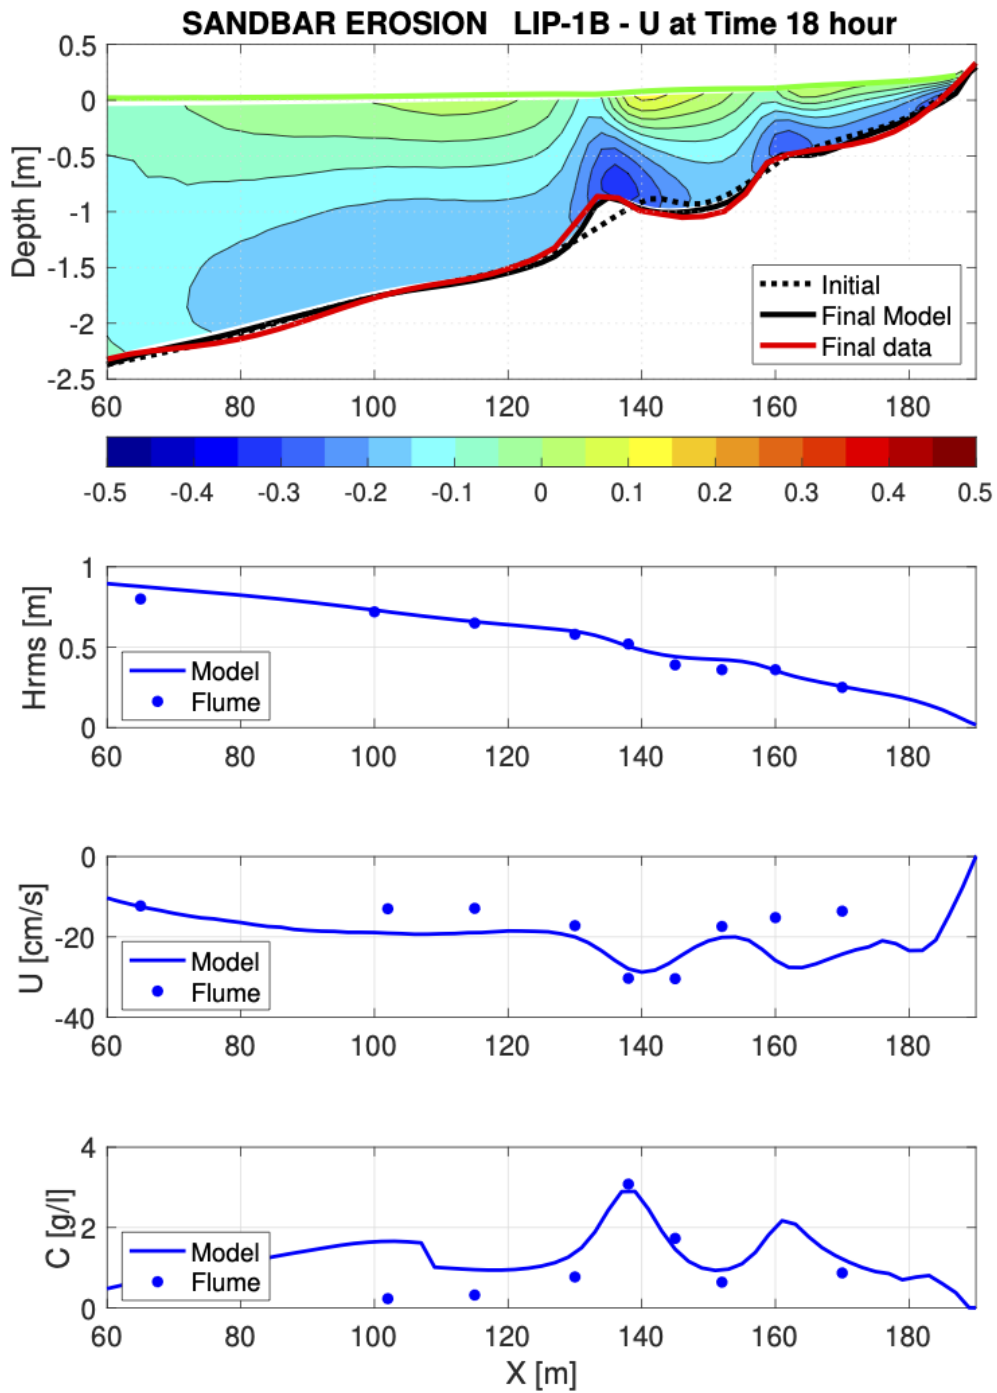 SANDBAR EROSION LIP-1B - U at Time 18 hour
0.5
0
-0.5
-1
-1.5
-2
-2.5
Depth [m]
Initial
Final Model
Final data
60 80 100 120 140 160 180
-0.5 -0.4 -0.3 -0.2 -0.1 0 0.1 0.2 0.3 0.4 0.5
1
0.5
0
Hrms [m]
Model
Flume
60 80 100 120 140 160 180
0
-20
-40
U [cm/s]
Model
Flume
60 80 100 120 140 160 180
4
2
0
C [g/l]
Model
Flume
60 80 100 120 140 160 180
X [m]